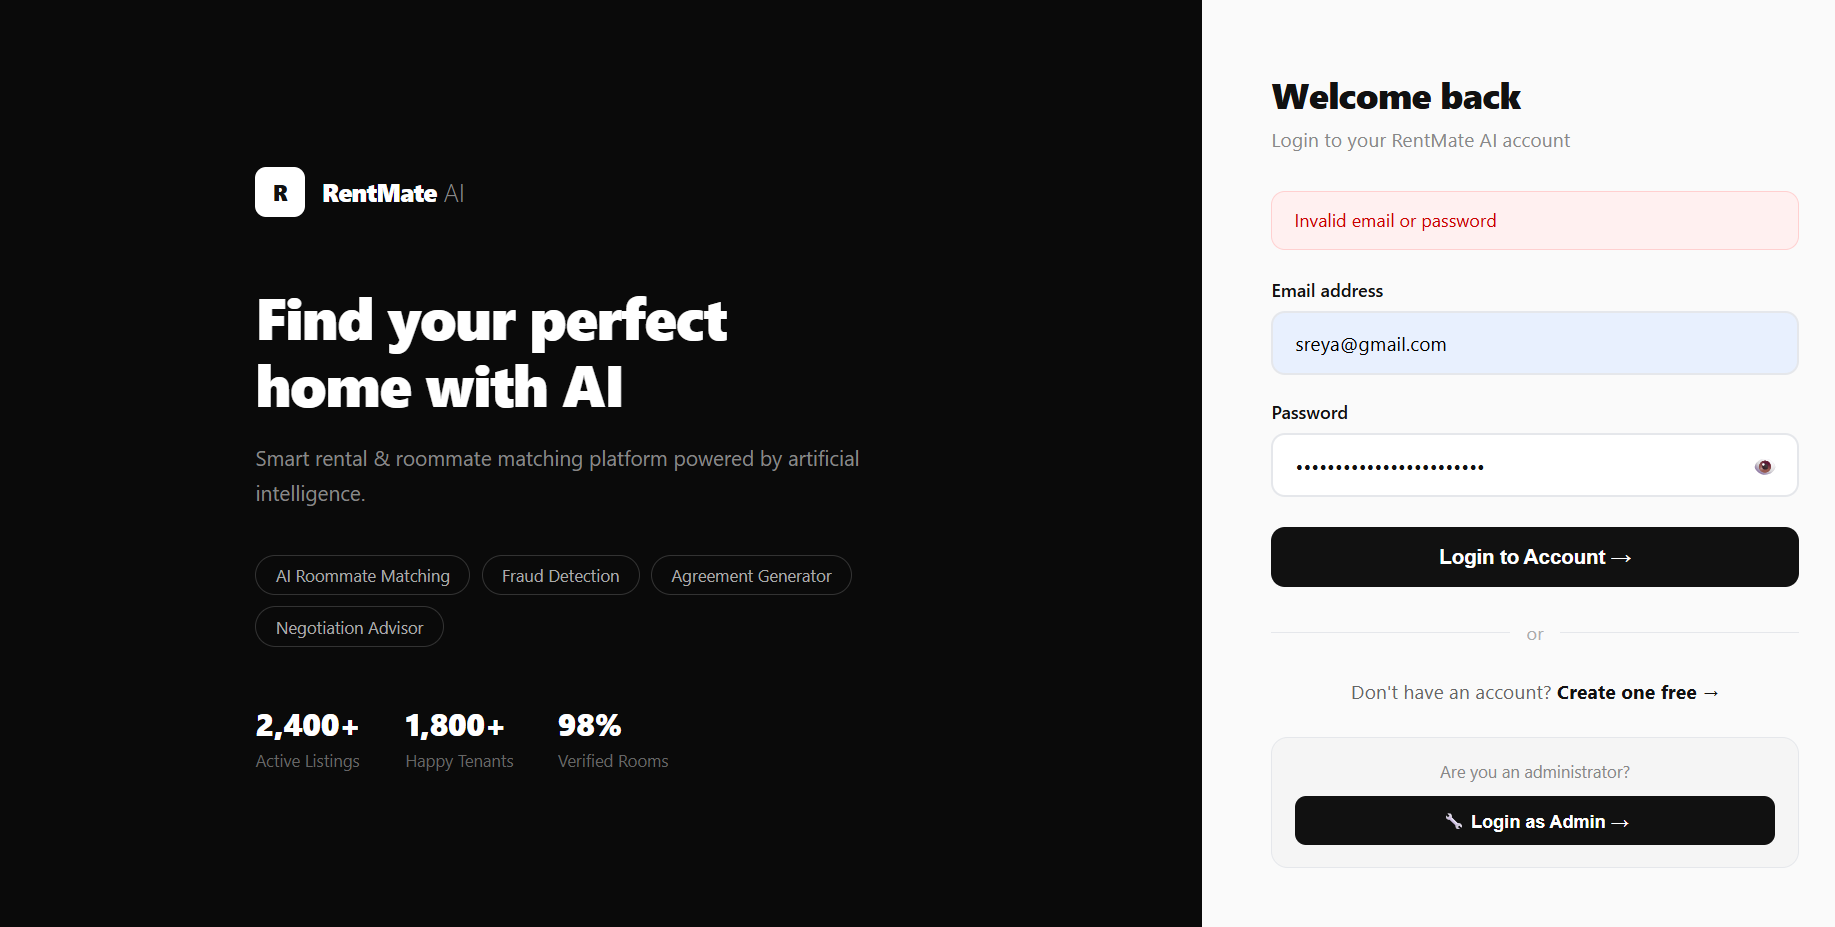 R
RentMate AI
Find your perfect
home with AI
Smart rental & roommate matching platform powered by artificial
intelligence.
AI Roommate Matching
Fraud Detection
Agreement Generator
Negotiation Advisor
2,400+
Active Listings
1,800+
Happy Tenants
98%
Verified Rooms
Welcome back
Login to your RentMate AI account
Invalid email or password
Email address
sreya@gmail.com
Password
••••••••••••••••••••••••
Login to Account →
or
Don't have an account? Create one free →
Are you an administrator?
🔧 Login as Admin →